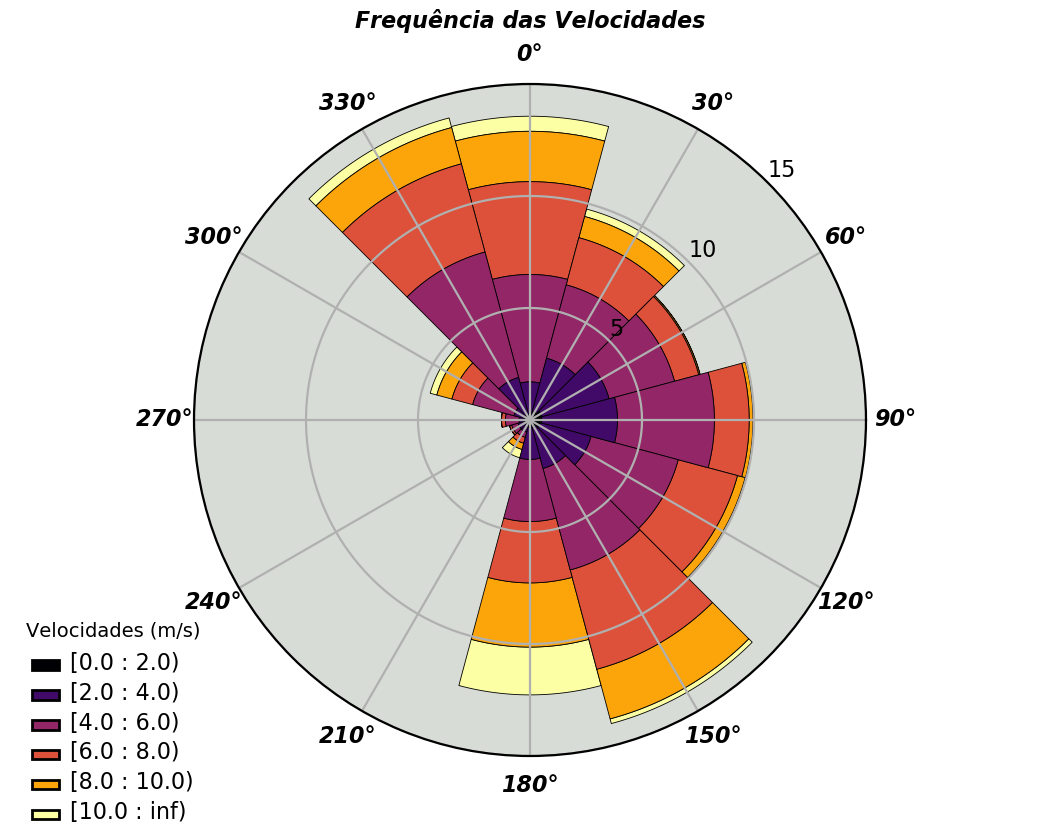 Frequência das Velocidades
0°
330°
30°
15
300°
60°
10
5
270°
90°
240°
120°
210°
150°
180°
Velocidades (m/s)
[0.0 : 2.0)
[2.0 : 4.0)
[4.0 : 6.0)
[6.0 : 8.0)
[8.0 : 10.0)
[10.0 : inf)